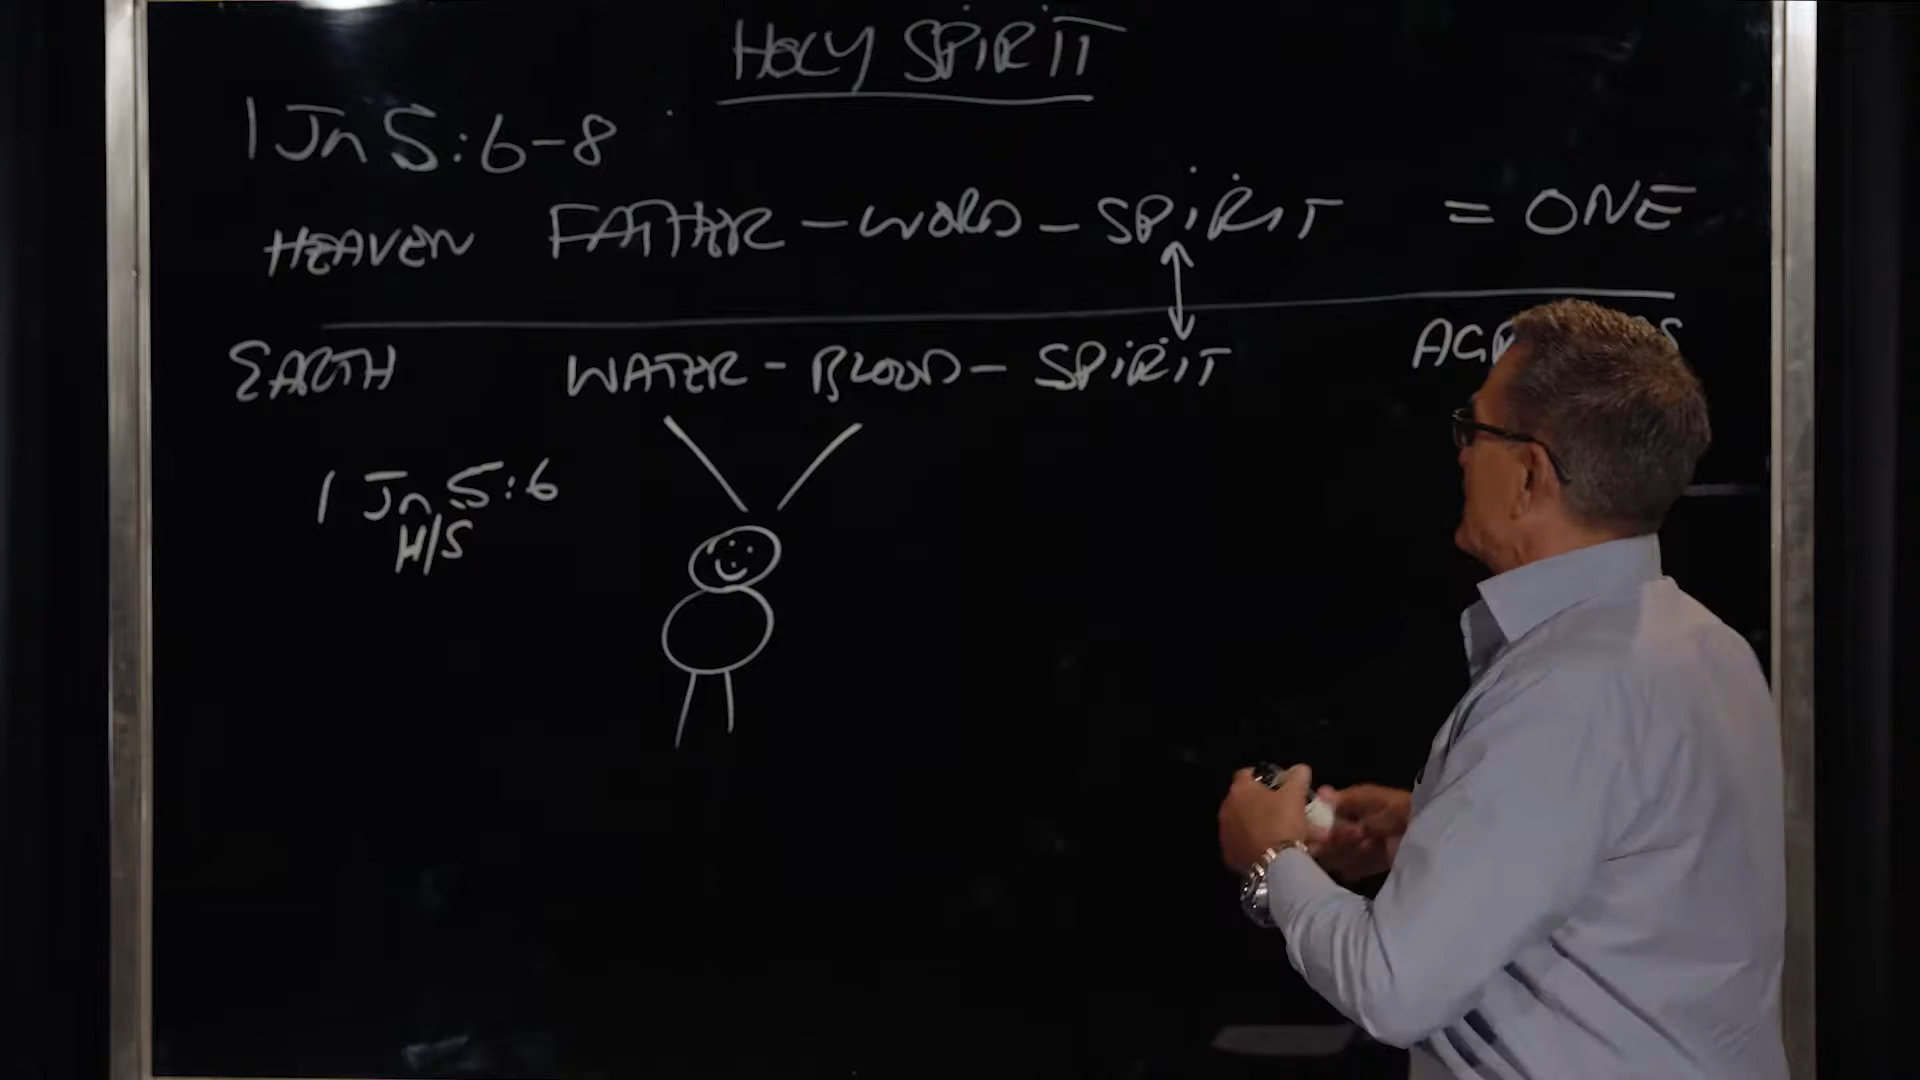 HOLY SPIRIT
1 Jn 5:6-8
HEAVEN FATHER - WORD - SPIRIT = ONE
EARTH WATER - BLOOD - SPIRIT
1 Jn 5:6
H/S